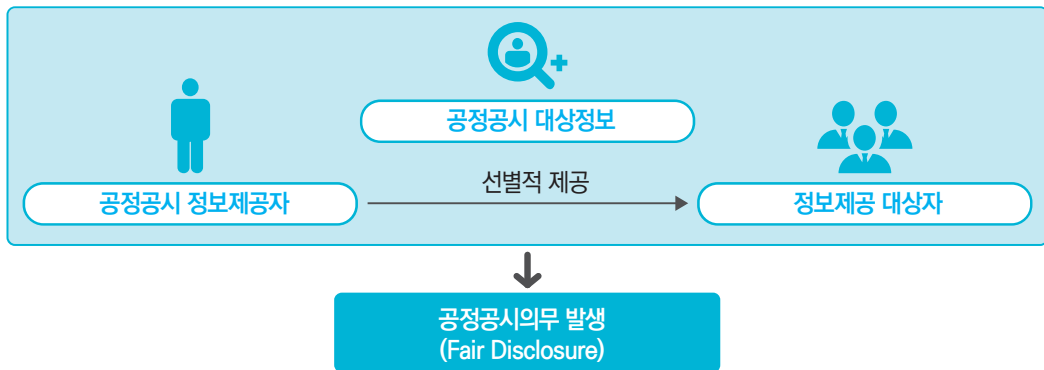 공정공시 대상정보
선별적 제공
공정공시 정보제공자
정보제공 대상자
공정공시의무 발생
(Fair Disclosure)